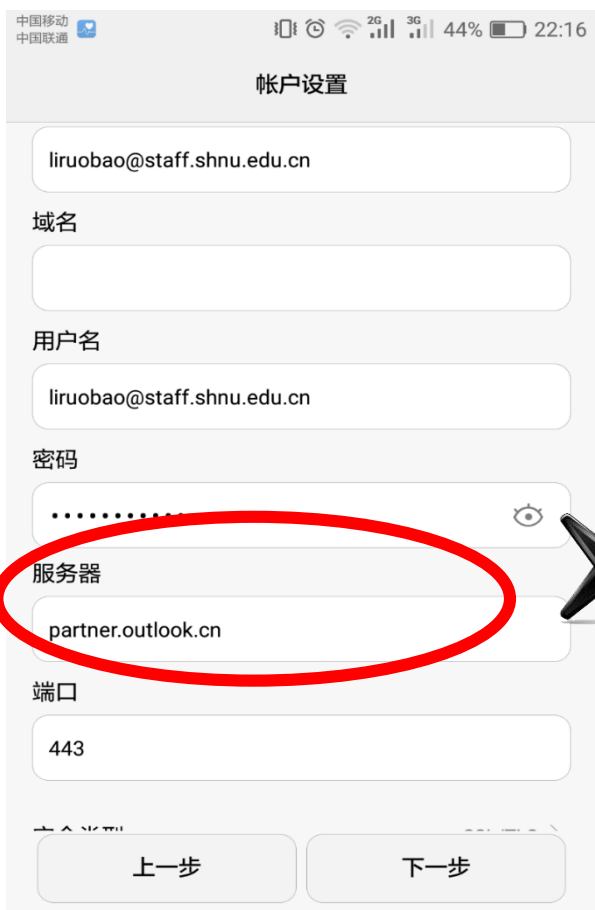 中国移动
中国联通
2G 3G 44% 22:16
帐户设置
liruobao@staff.shnu.edu.cn
域名
用户名
liruobao@staff.shnu.edu.cn
密码
服务器
partner.outlook.cn
端口
443
上一步 下一步